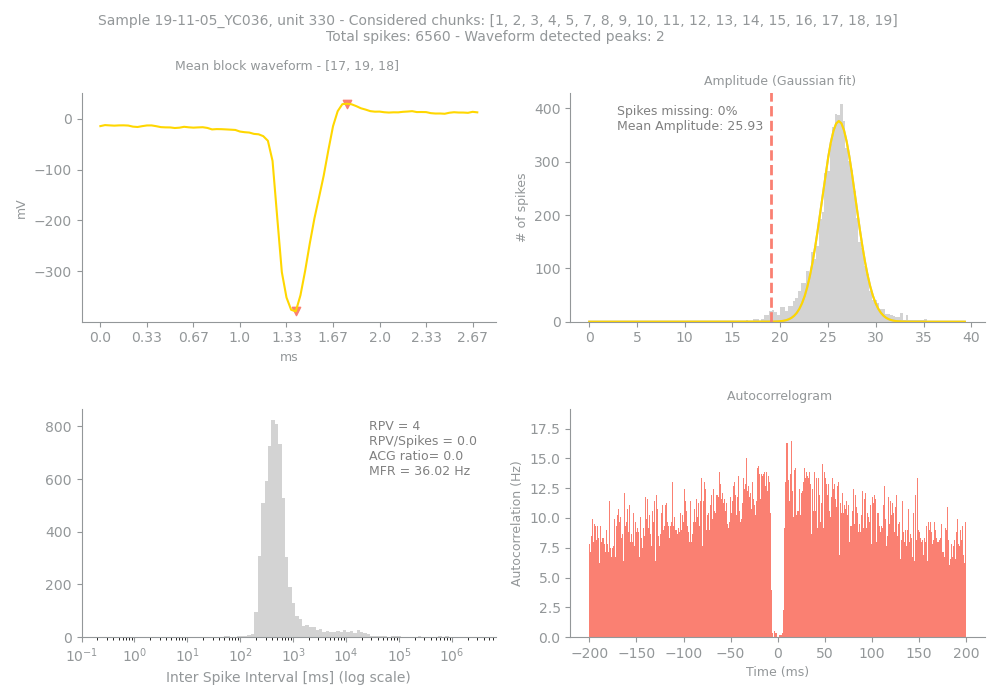 Sample 19-11-05_YC036, unit 330 - Considered chunks: [1, 2, 3, 4, 5, 7, 8, 9, 10, 11, 12, 13, 14, 15, 16, 17, 18, 19]
Total spikes: 6560 - Waveform detected peaks: 2
Mean block waveform - [17, 19, 18]
mV
0
−100
−200
−300
0.0 0.33 0.67 1.0 1.33 1.67 2.0 2.33 2.67
ms
Amplitude (Gaussian fit)
Spikes missing: 0%
Mean Amplitude: 25.93
# of spikes
400
300
200
100
0
0 5 10 15 20 25 30 35 40
RPV = 4
RPV/Spikes = 0.0
ACG ratio= 0.0
MFR = 36.02 Hz
800
600
400
200
0
10⁻¹ 10⁰ 10¹ 10² 10³ 10⁴ 10⁵ 10⁶
Inter Spike Interval [ms] (log scale)
Autocorrelogram
Autocorrelation (Hz)
17.5
15.0
12.5
10.0
7.5
5.0
2.5
0.0
−200 −150 −100 −50 0 50 100 150 200
Time (ms)